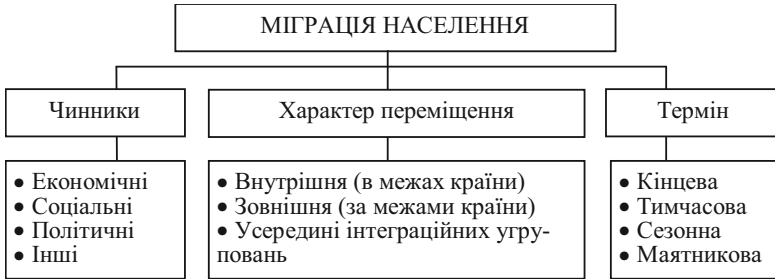 МІГРАЦІЯ НАСЕЛЕННЯ
Чинники
Характер переміщення
Термін
• Економічні
• Соціальні
• Політичні
• Інші
• Внутрішня (в межах країни)
• Зовнішня (за межами країни)
• Усередині інтеграційних угру-
повань
• Кінцева
• Тимчасова
• Сезонна
• Маятникова